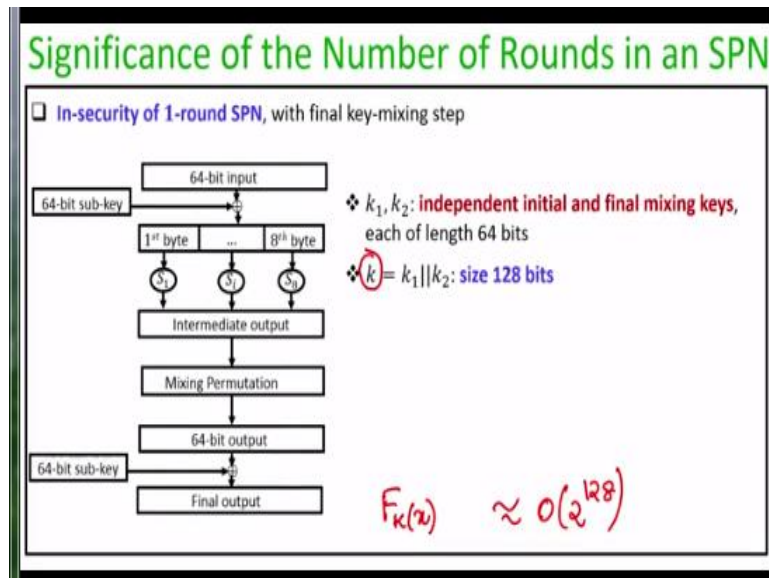 Significance of the Number of Rounds in an SPN
❑ In-security of 1-round SPN, with final key-mixing step
64-bit input
64-bit sub-key
⊕
1st byte ... 8th byte
S1 Si S8
Intermediate output
Mixing Permutation
64-bit output
64-bit sub-key
⊕
Final output
❖ k1, k2: independent initial and final mixing keys,
each of length 64 bits
❖ k = k1||k2: size 128 bits
Fk(x) ≈ O(2^128)